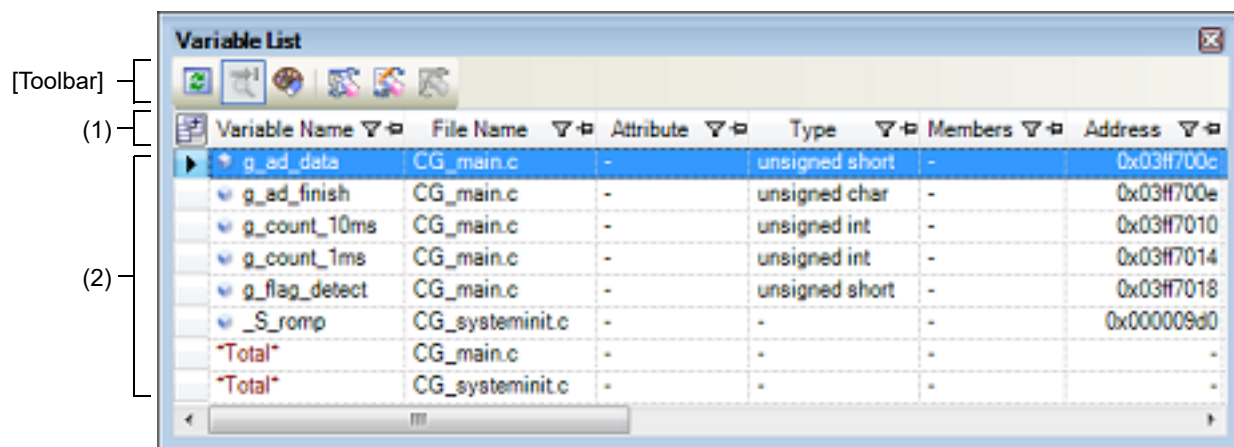 Variable List
[Toolbar]
(1) Variable Name File Name Attribute Type Members Address
g_ad_data CG_main.c - unsigned short - 0x03ff700c
g_ad_finish CG_main.c - unsigned char - 0x03ff700e
g_count_10ms CG_main.c - unsigned int - 0x03ff7010
g_count_1ms CG_main.c - unsigned int - 0x03ff7014
(2)
g_flag_detect CG_main.c - unsigned short - 0x03ff7018
_S_romp CG_systeminit.c - - - 0x000009d0
*Total* CG_main.c - - - -
*Total* CG_systeminit.c - - - -